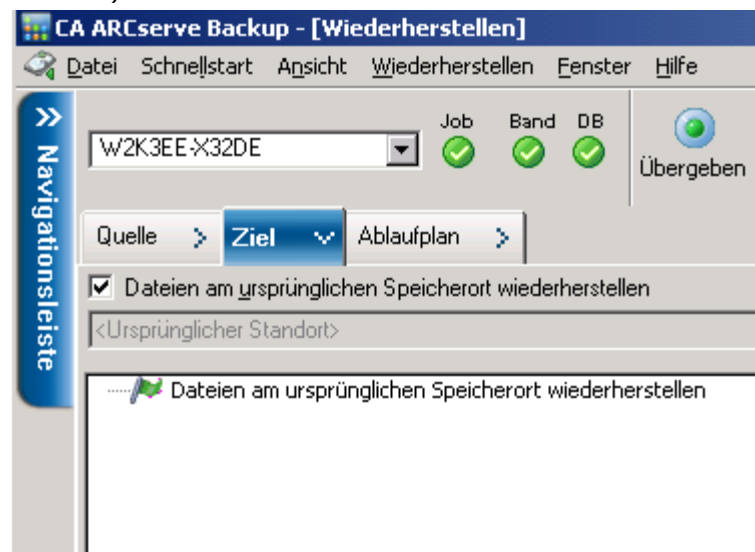 CA ARCserve Backup - [Wiederherstellen]
Datei Schnellstart Ansicht Wiederherstellen Fenster Hilfe
Job Band DB
W2K3EE-X32DE
Übergeben
Navigationsleiste
Quelle Ziel Ablaufplan
Dateien am ursprünglichen Speicherort wiederherstellen
<Ursprünglicher Standort>
Dateien am ursprünglichen Speicherort wiederherstellen